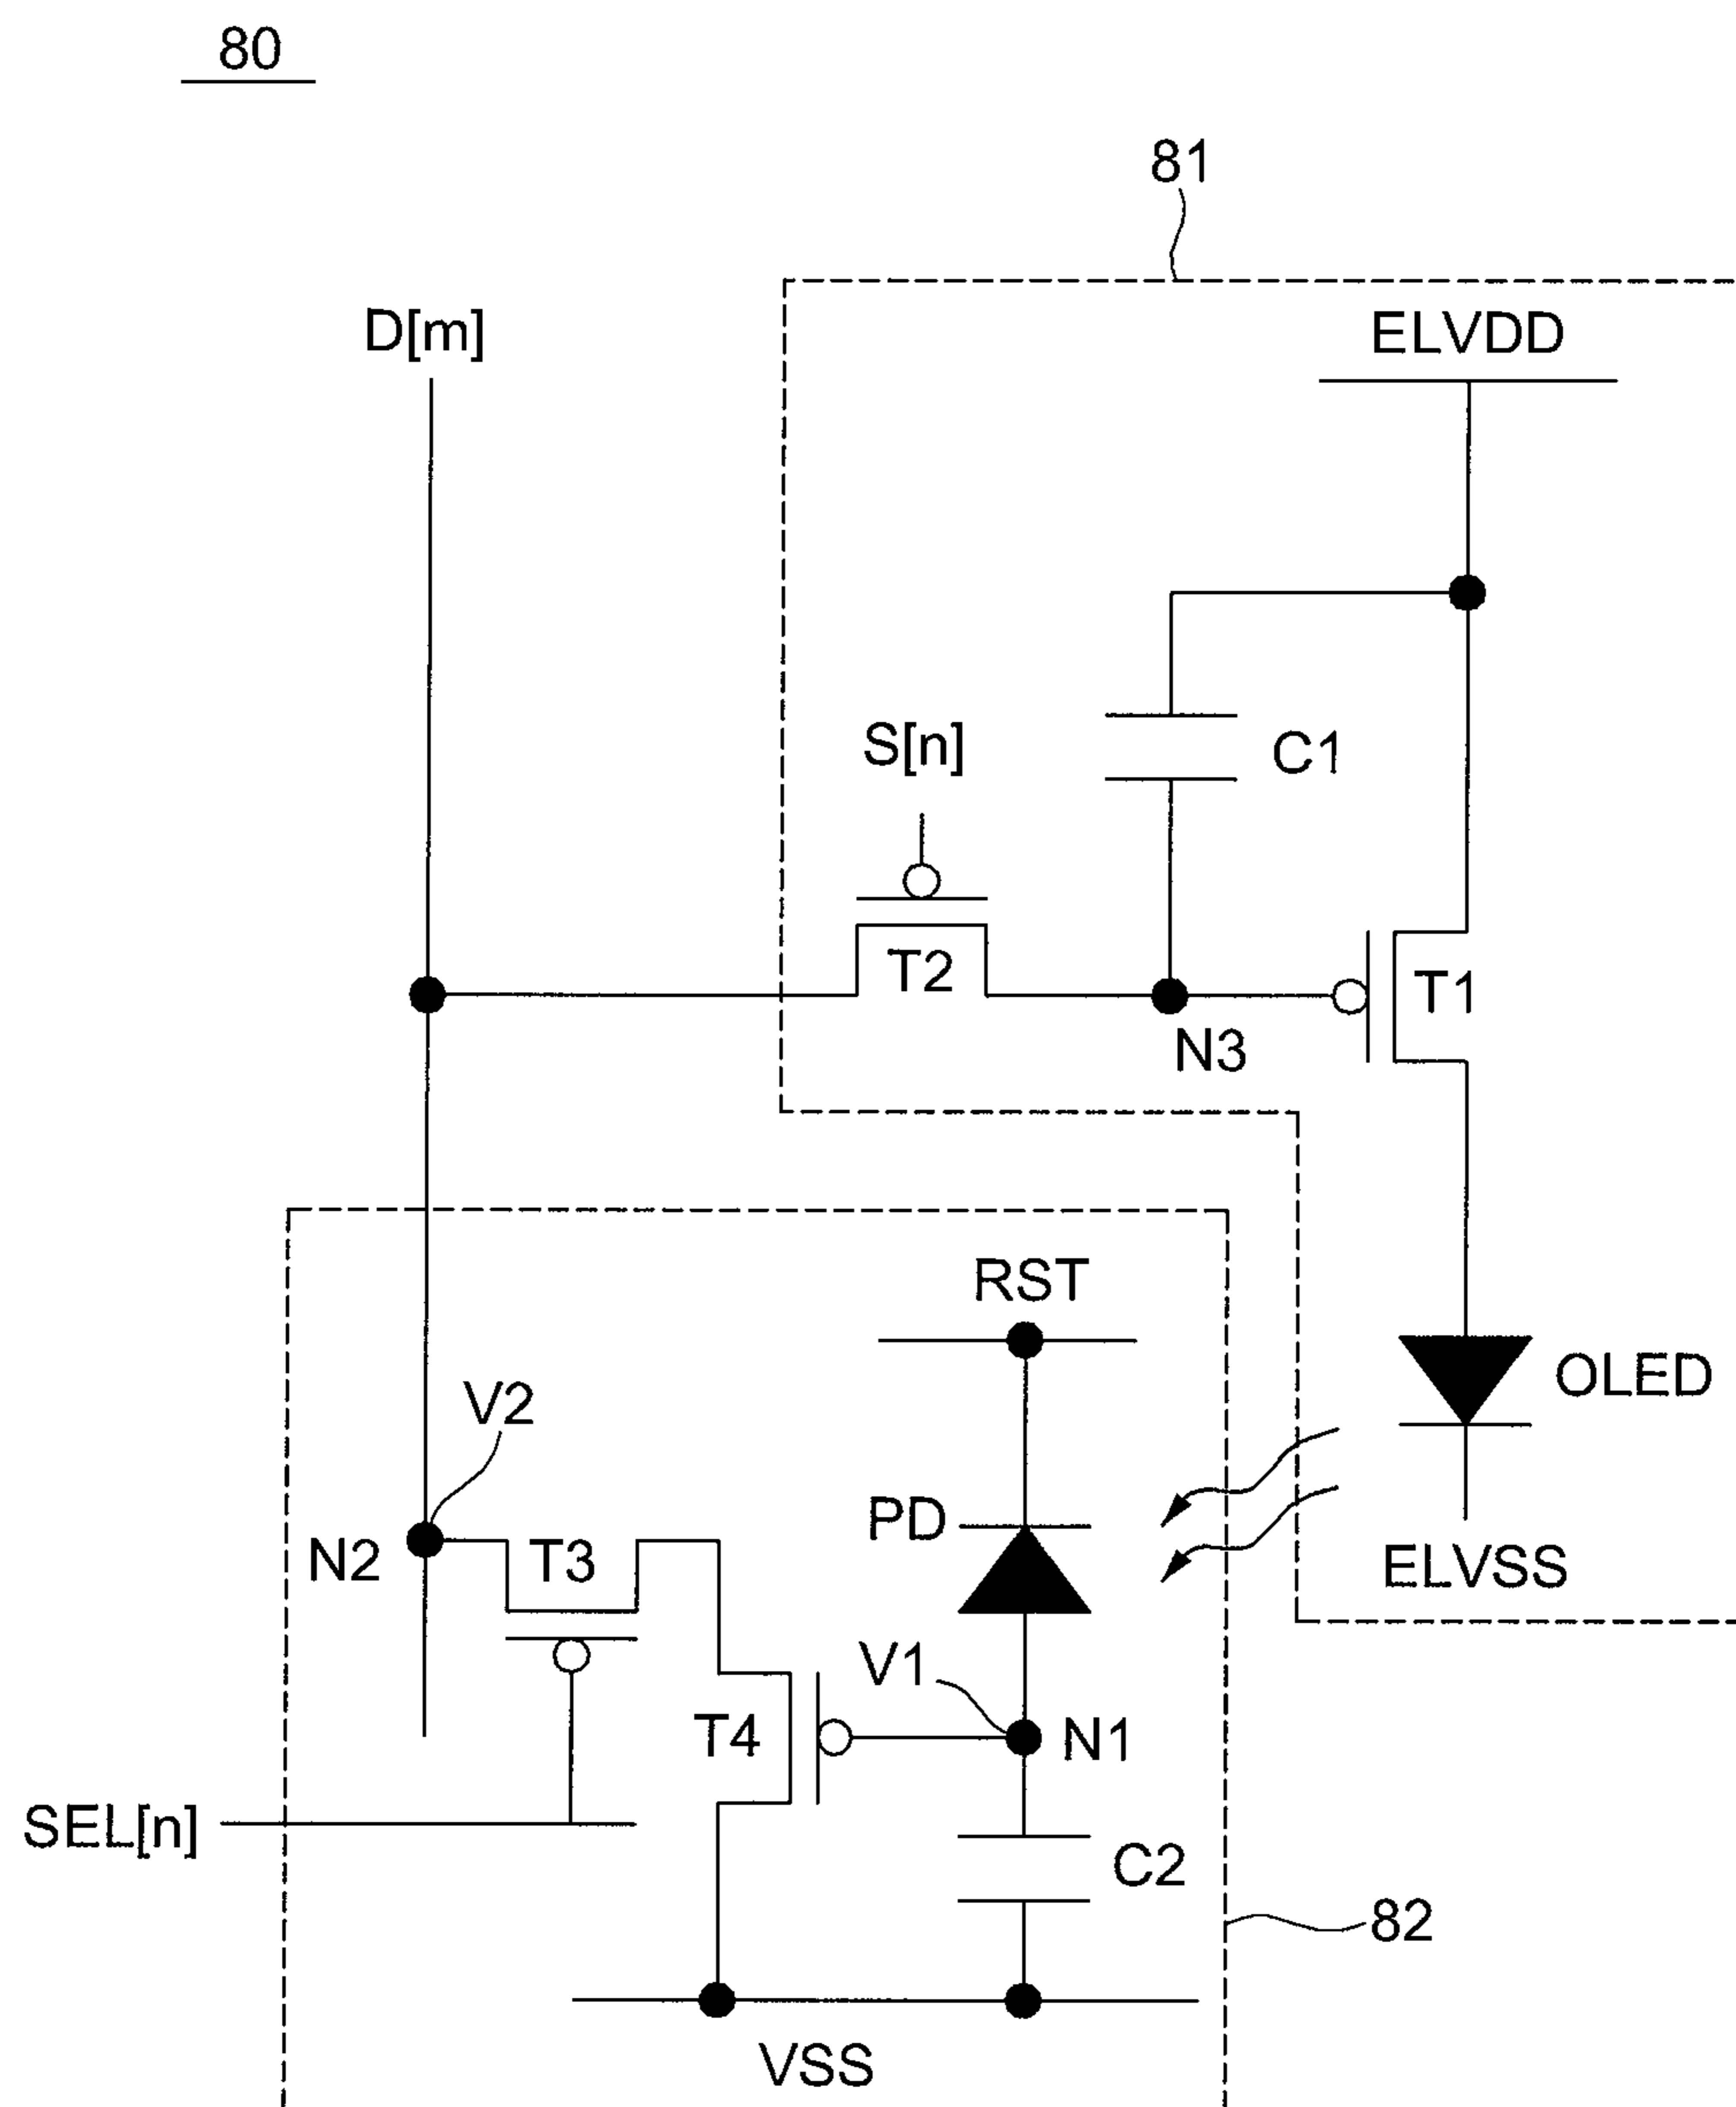 80
81
D[m]
ELVDD
S[n]
C1
T2
T1
N3
RST
V2
OLED
PD
N2
T3
ELVSS
V1
T4
N1
SEL[n]
C2
82
VSS